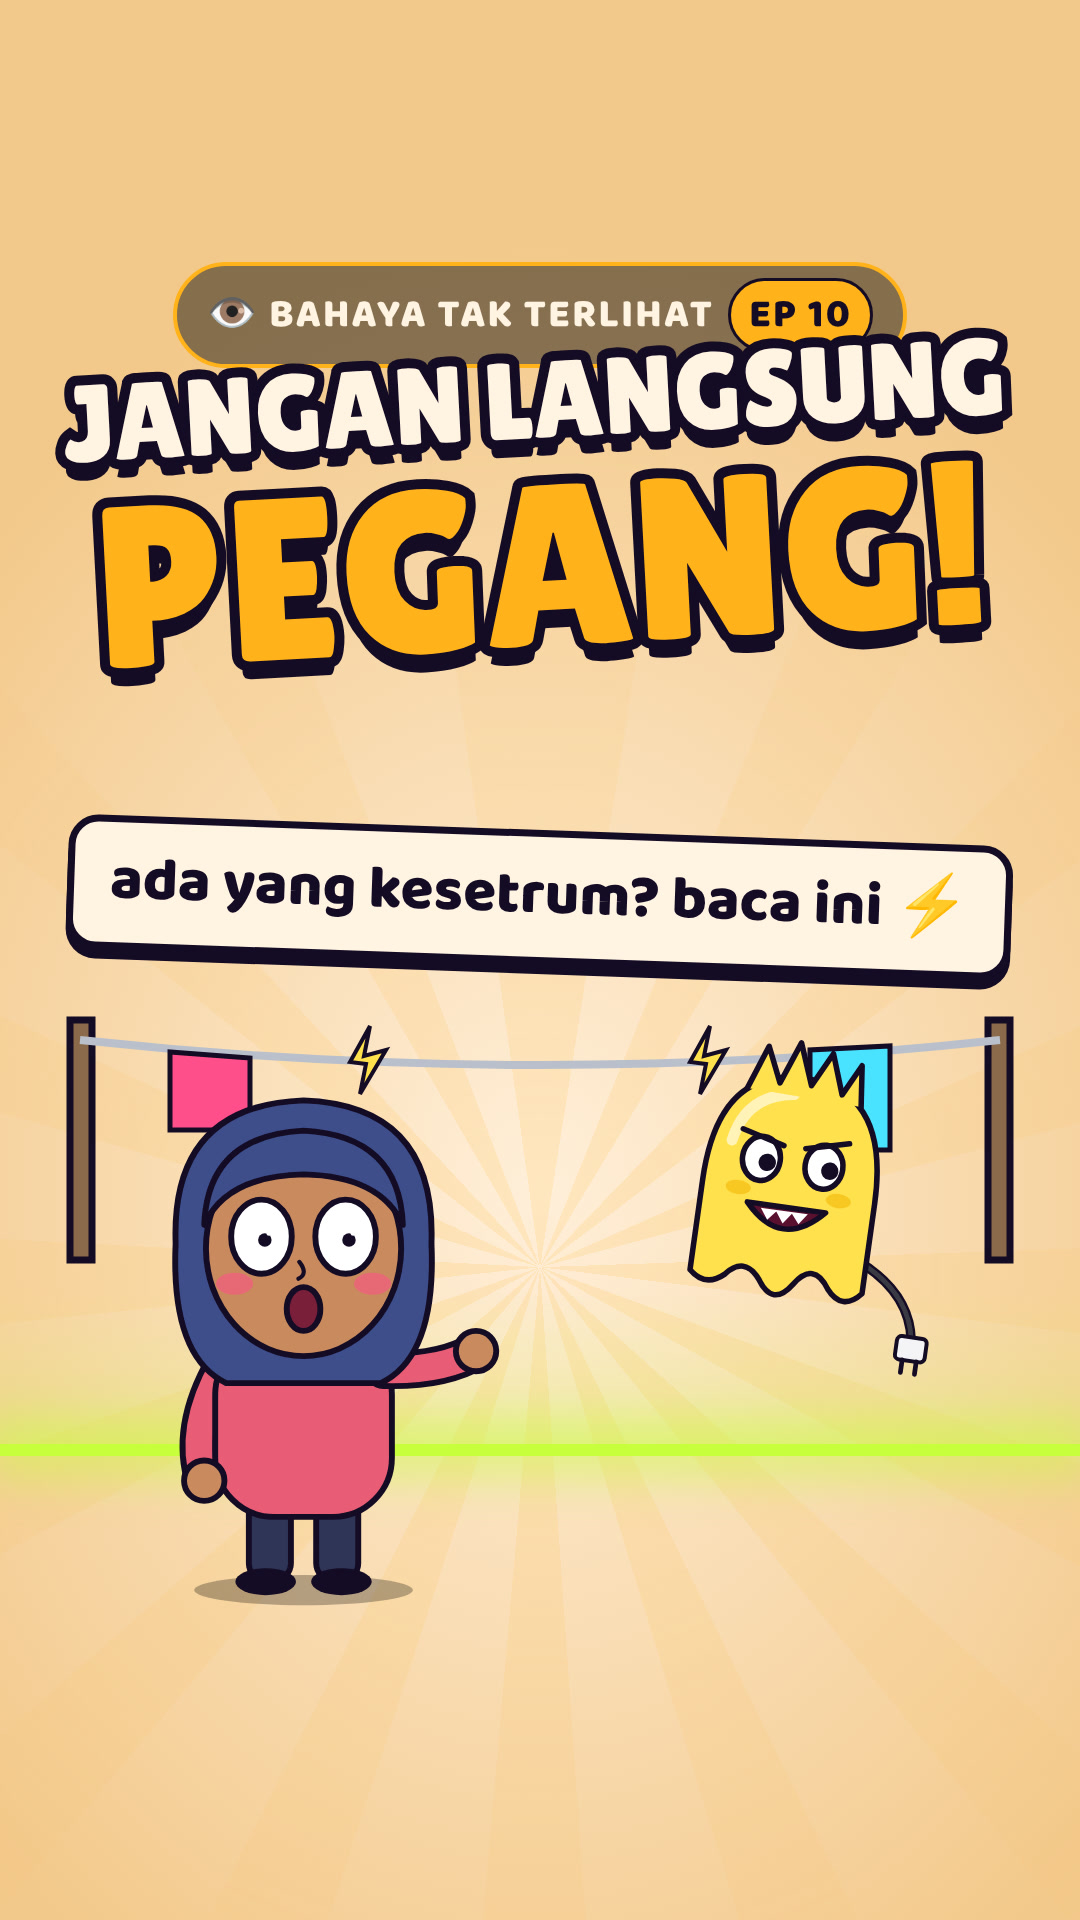 👁️ BAHAYA TAK TERLIHAT EP 10
JANGAN LANGSUNG
PEGANG!
ada yang kesetrum? baca ini ⚡